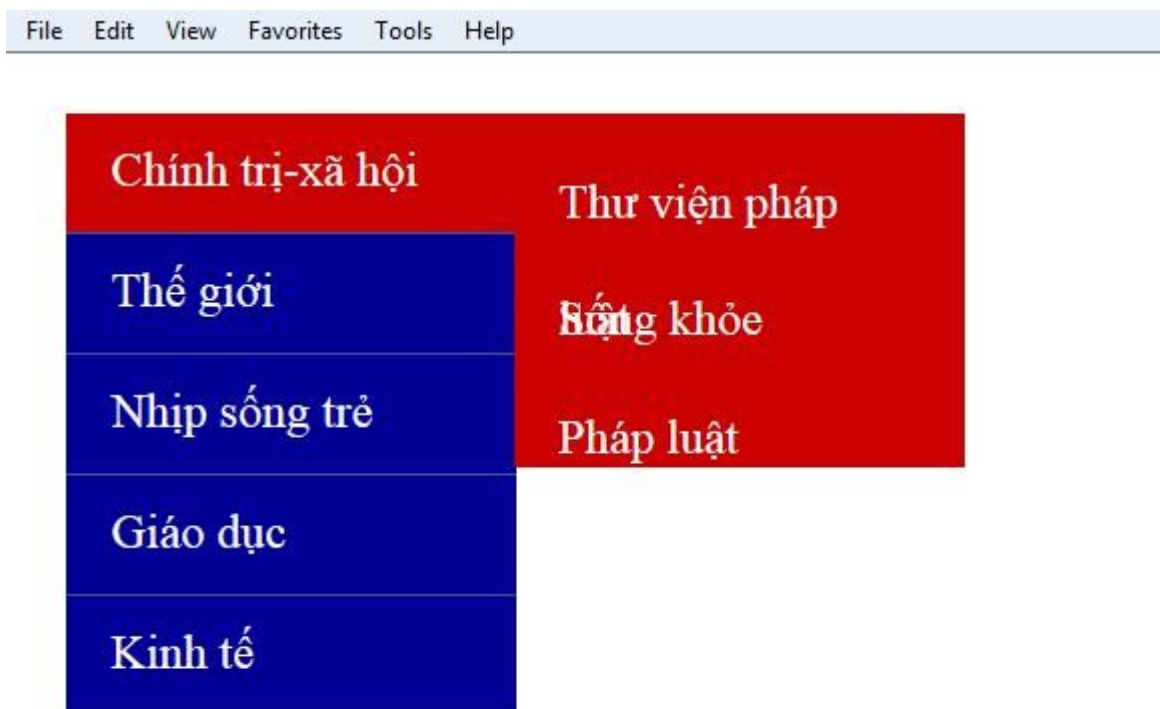 File Edit View Favorites Tools Help
Chính trị-xã hội
Thế giới
Nhịp sống trẻ
Giáo dục
Kinh tế
Thư viện pháp
khỏe
Pháp luật